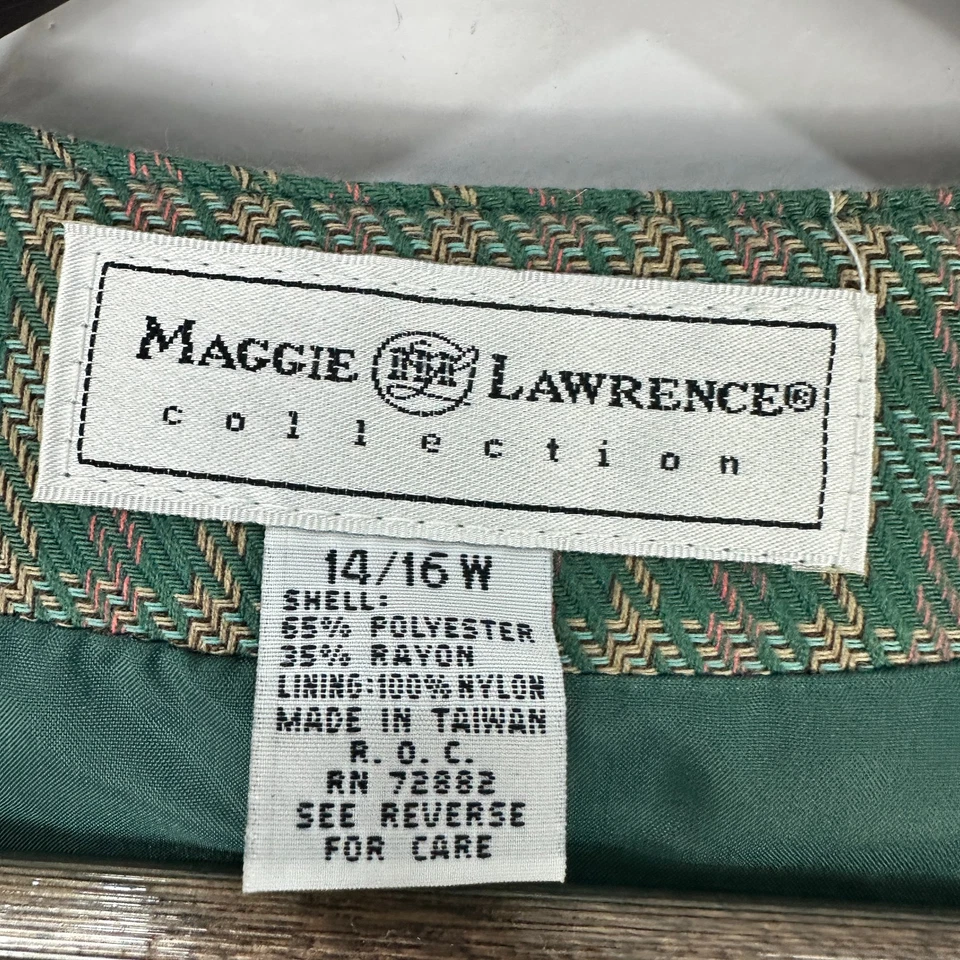 MAGGIE LAWRENCE®
collection
14/16 W
SHELL:
65% POLYESTER
35% RAYON
LINING:100% NYLON
MADE IN TAIWAN
R. O. C.
RN 72882
SEE REVERSE
FOR CARE